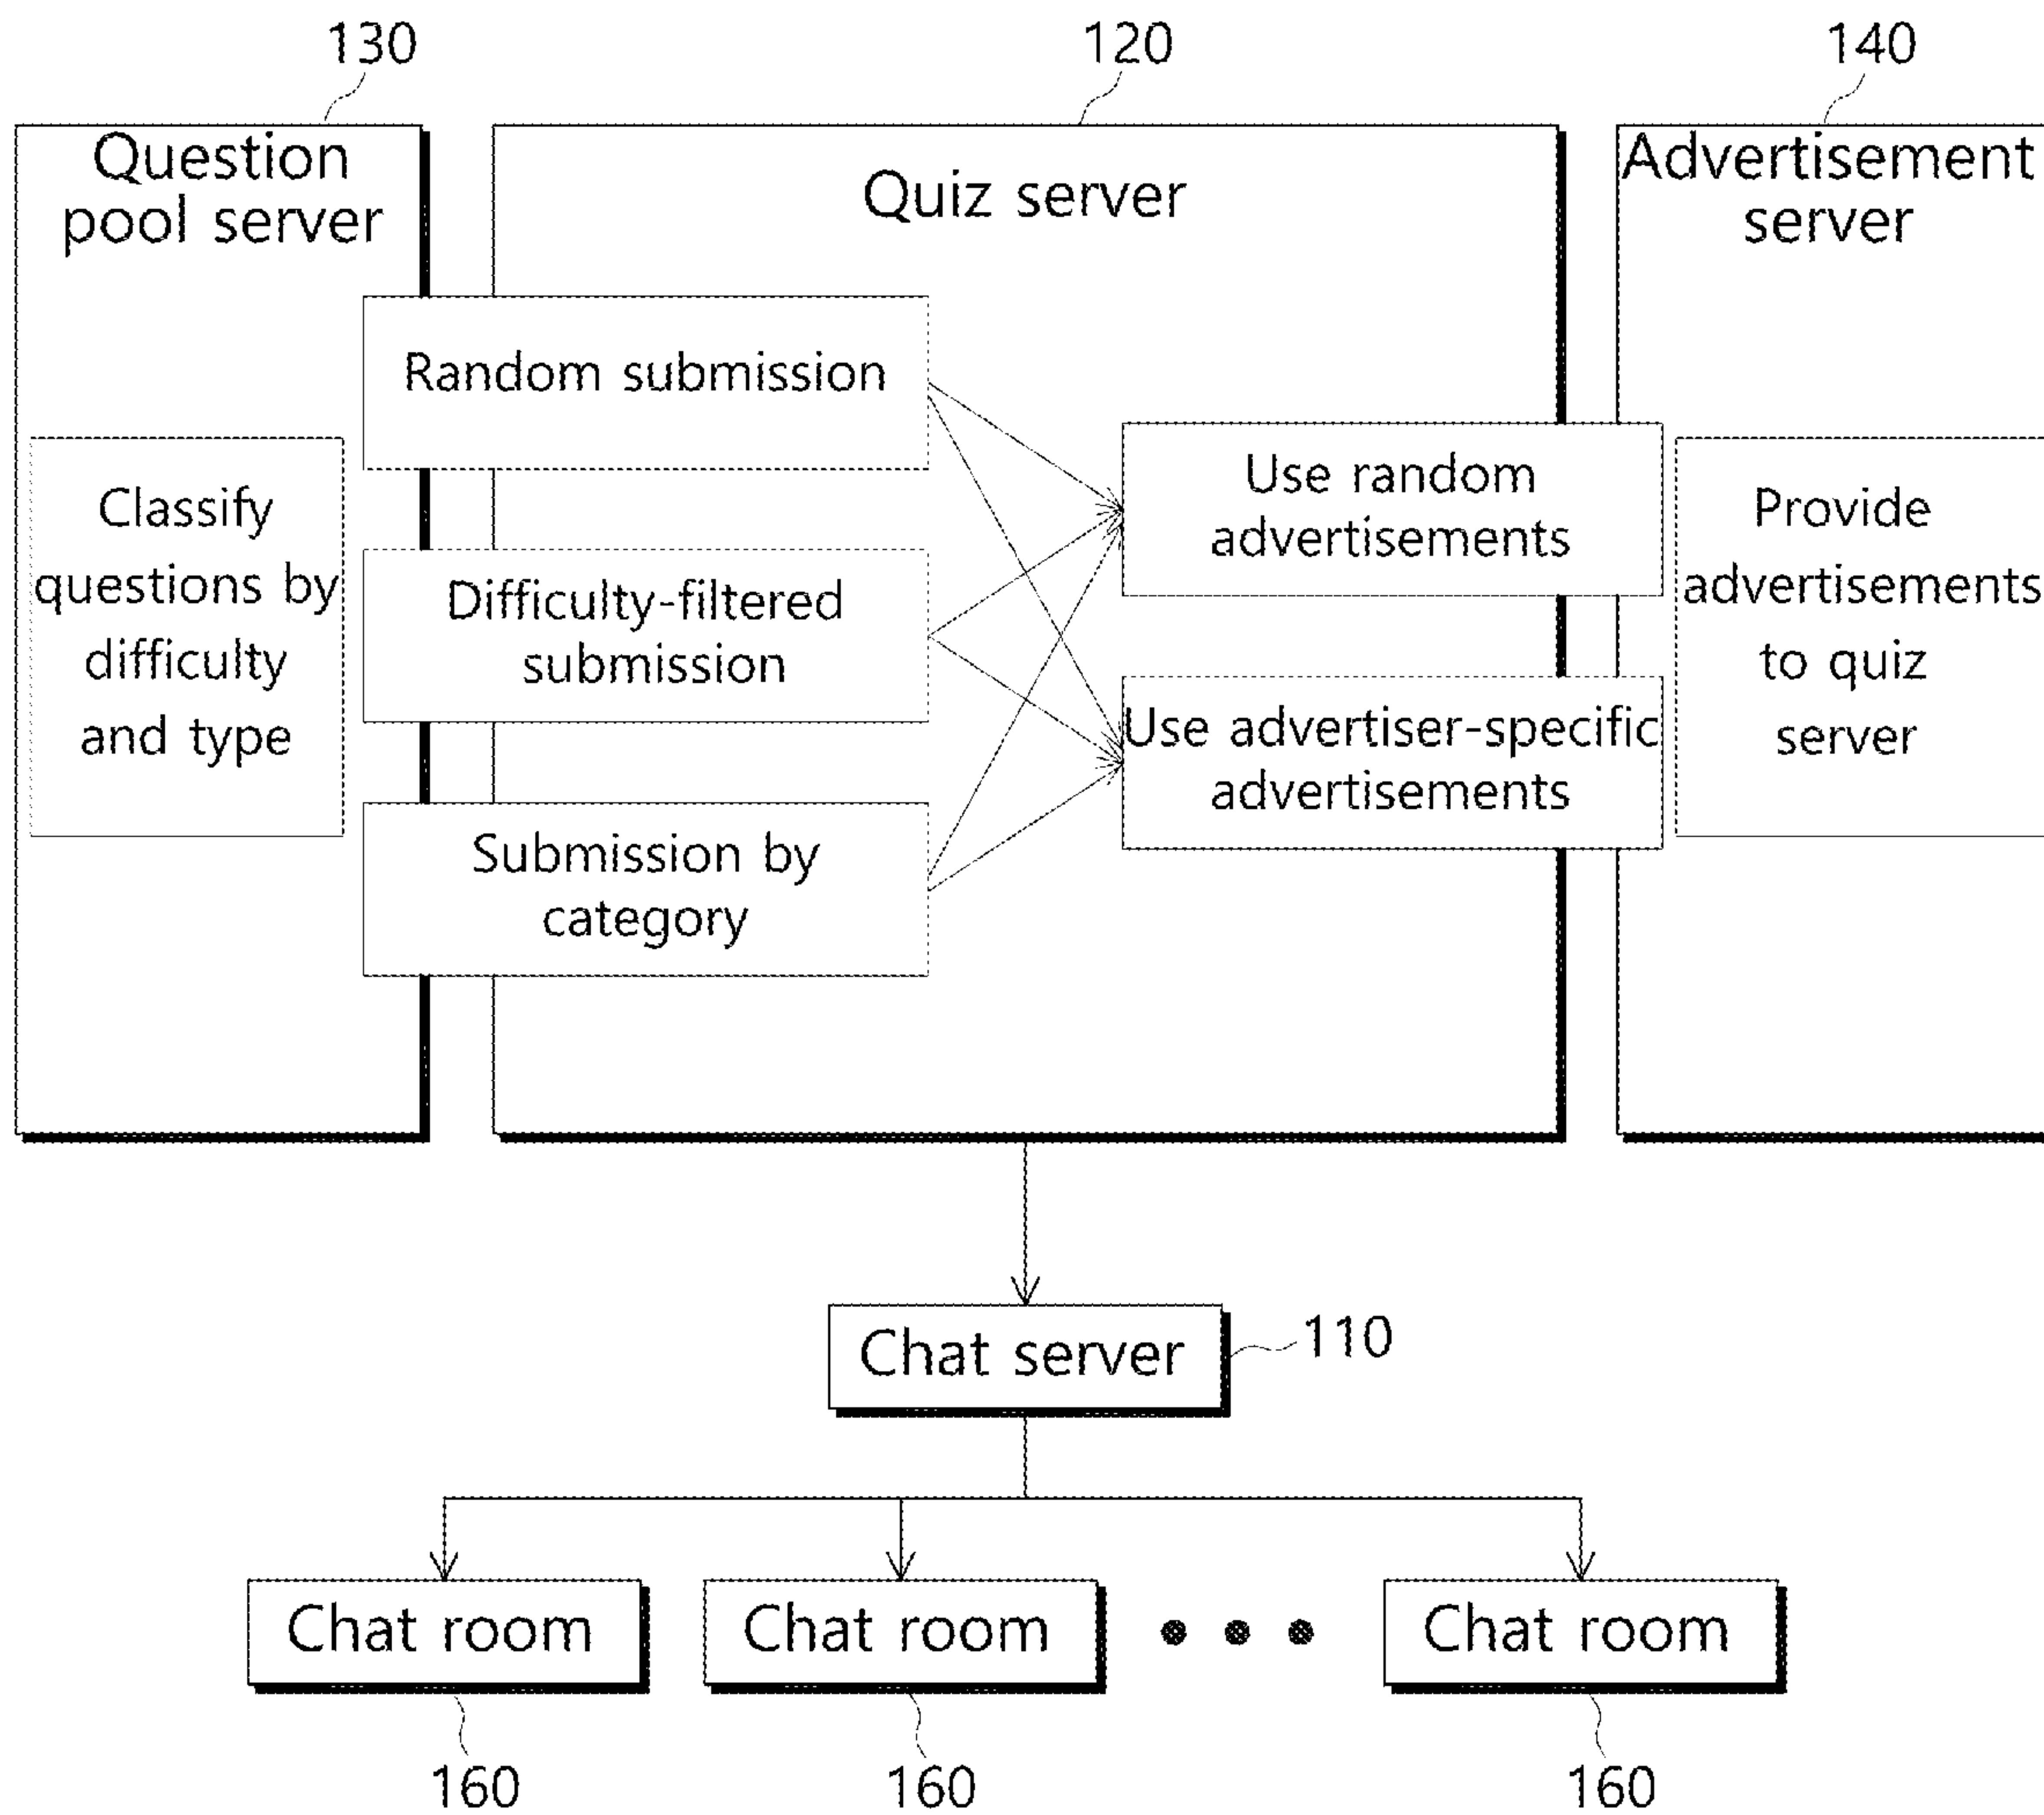 130
120
140
Question
pool server
Quiz server
Advertisement
server
Random submission
Classify
questions by
difficulty
and type
Difficulty-filtered
submission
Submission by
category
Use random
advertisements
Use advertiser-specific
advertisements
Provide
advertisements
to quiz
server
Chat server
110
Chat room
Chat room
Chat room
160
160
160